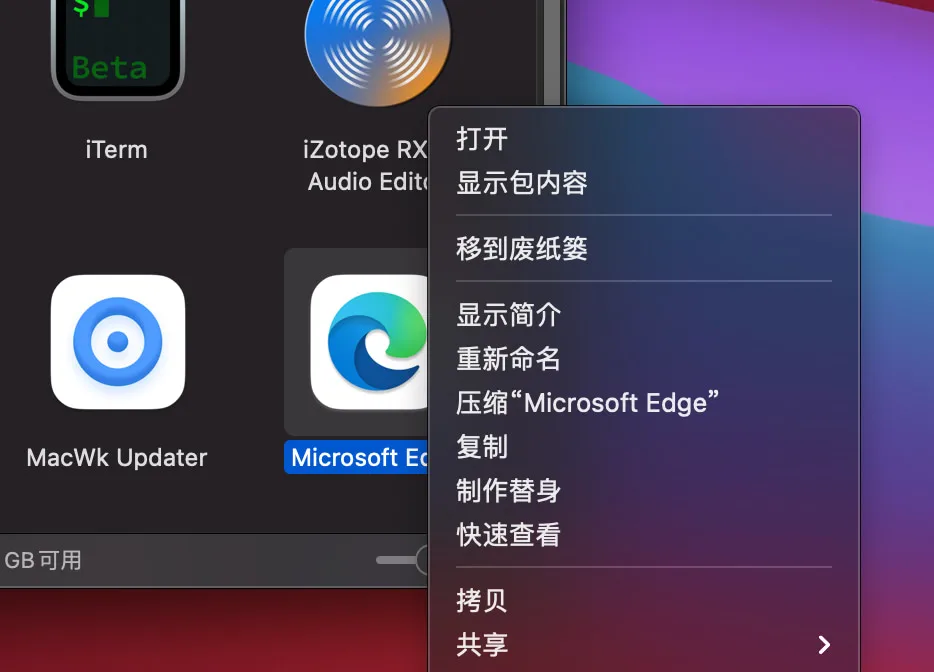 $
Beta
iTerm
iZotope RX
Audio Edito
打开
显示包内容
移到废纸篓
显示简介
重新命名
压缩“Microsoft Edge”
复制
制作替身
快速查看
拷贝
共享
MacWk Updater
Microsoft Ed
GB 可用